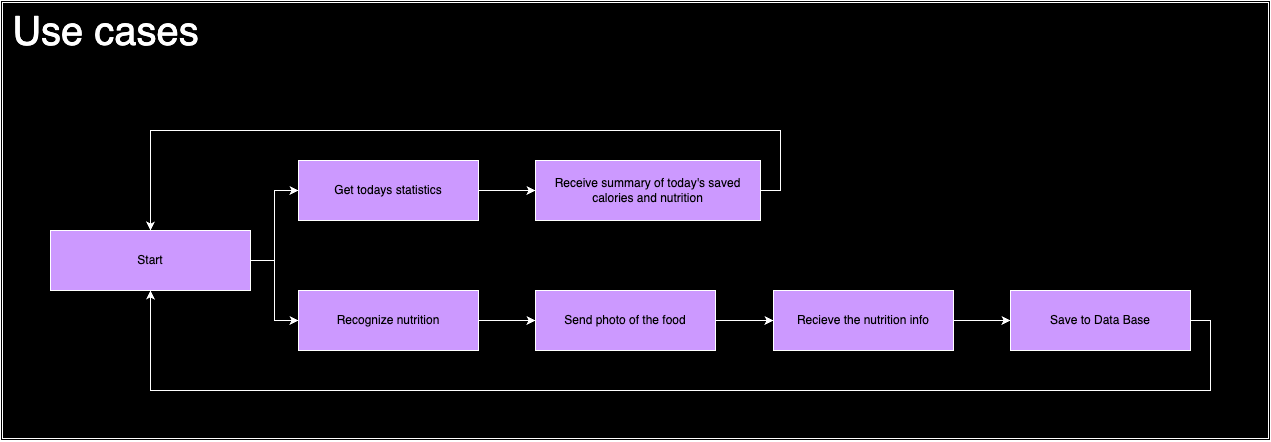 Use cases
Get todays statistics
Receive summary of today's saved
calories and nutrition
Start
Recognize nutrition
Send photo of the food
Recieve the nutrition info
Save to Data Base